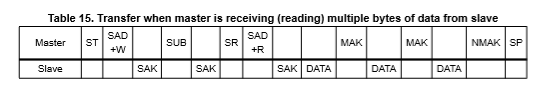 Table 15. Transfer when master is receiving (reading) multiple bytes of data from slave
Master ST SAD +W SUB SR SAD +R MAK MAK NMAK SP
Slave SAK SAK SAK DATA DATA DATA